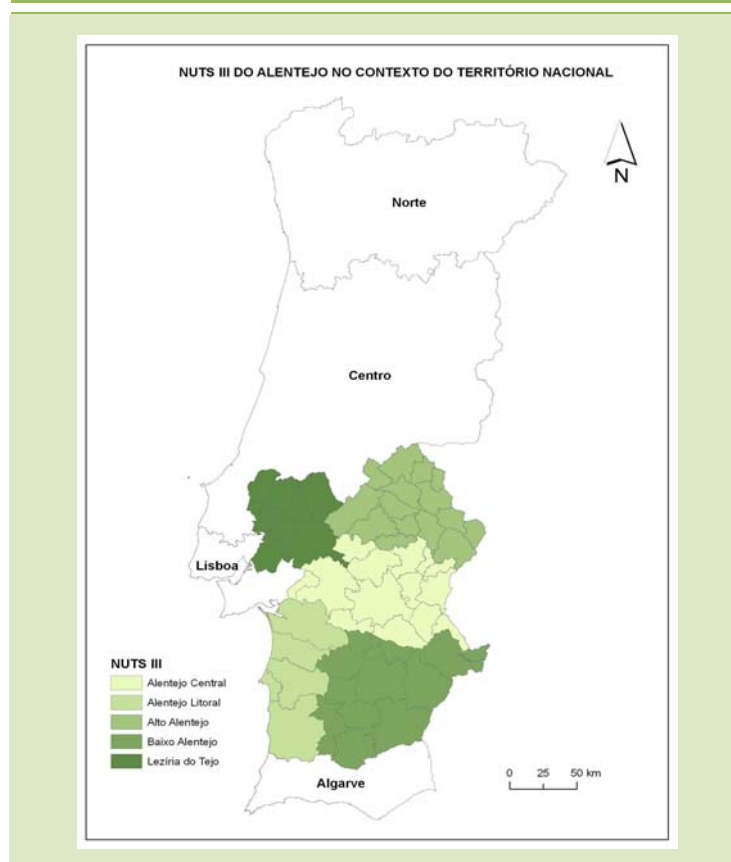 NUTS III DO ALENTEJO NO CONTEXTO DO TERRITÓRIO NACIONAL
N
Norte
Centro
Lisboa
NUTS III
Alentejo Central
Alentejo Litoral
Alto Alentejo
Baixo Alentejo
Lezíria do Tejo
Algarve
0 25 50 km